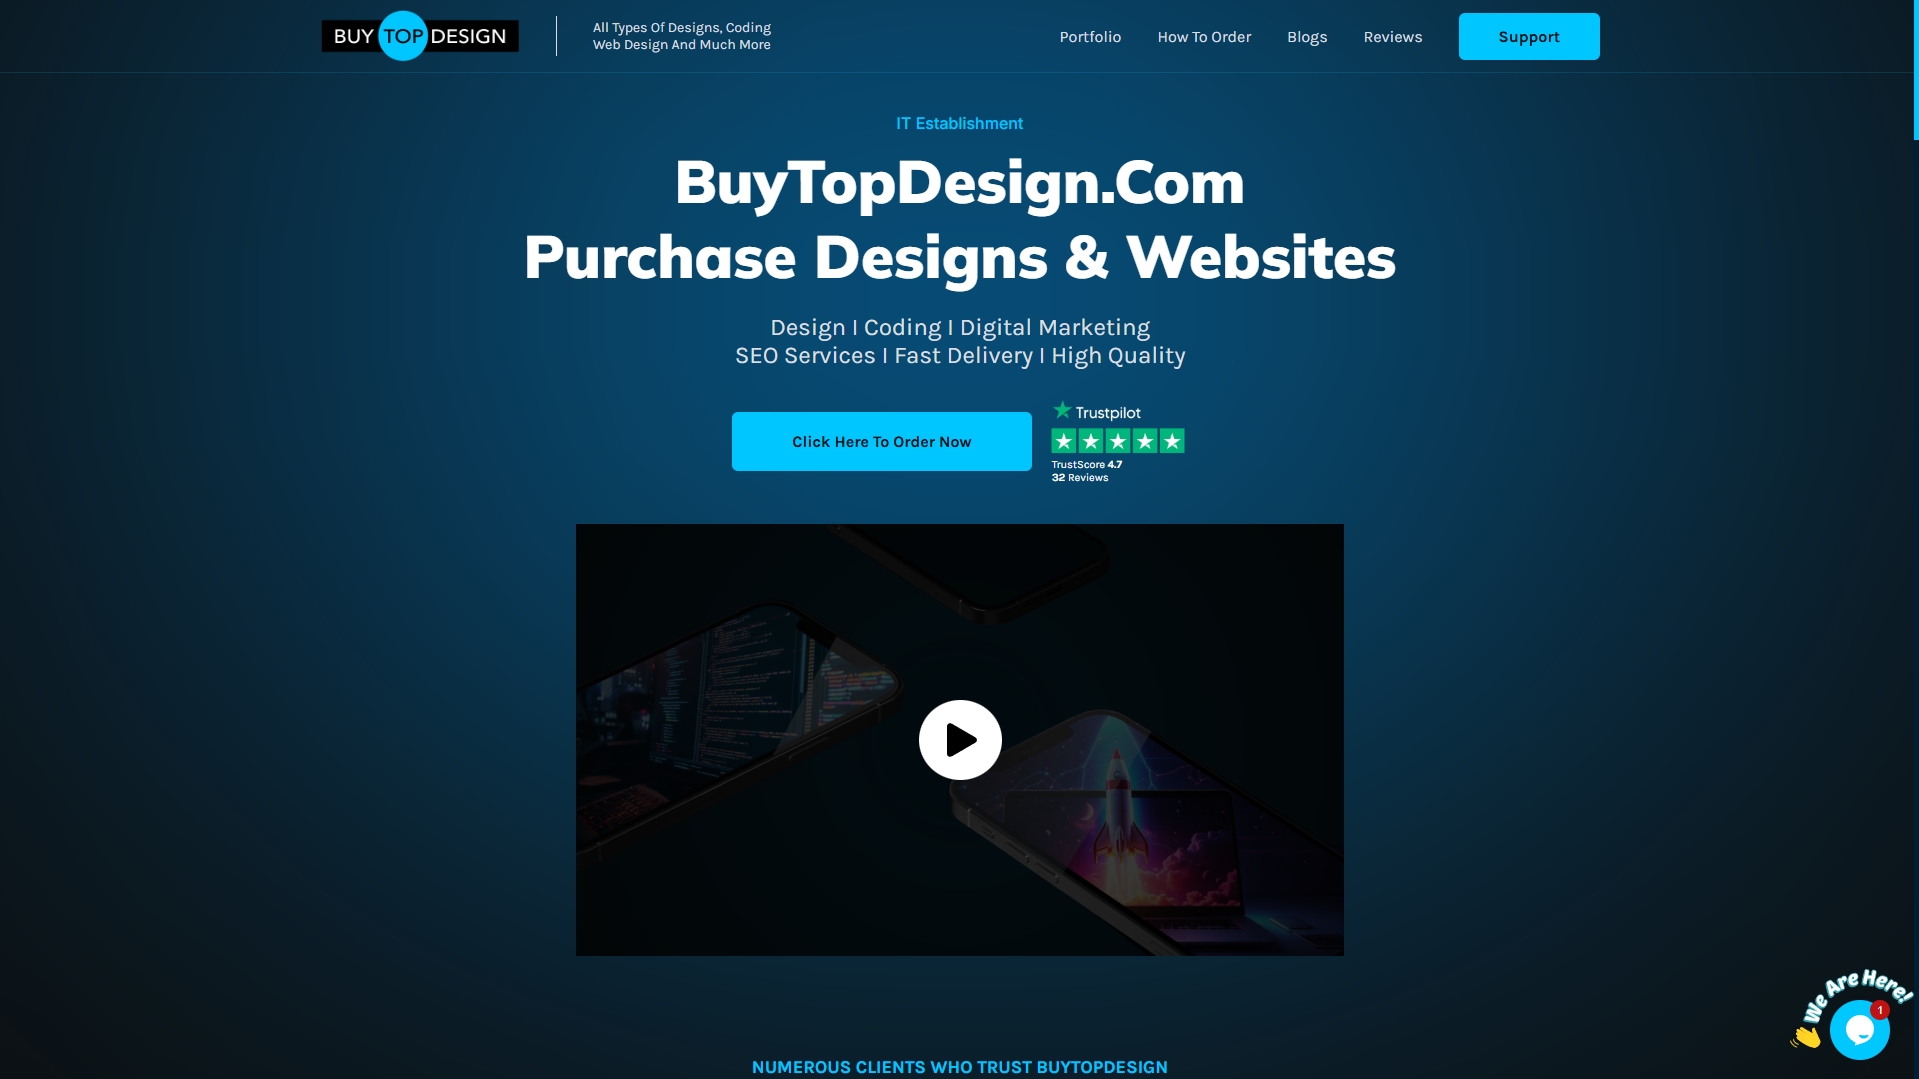 BUY TOP DESIGN
All Types Of Designs, Coding
Web Design And Much More
Portfolio
How To Order
Blogs
Reviews
Support
IT Establishment
BuyTopDesign.Com
Purchase Designs & Websites
Design I Coding I Digital Marketing
SEO Services I Fast Delivery I High Quality
Click Here To Order Now
Trustpilot
TrustScore 4.7
32 Reviews
We Are Here!
1
NUMEROUS CLIENTS WHO TRUST BUYTOPDESIGN